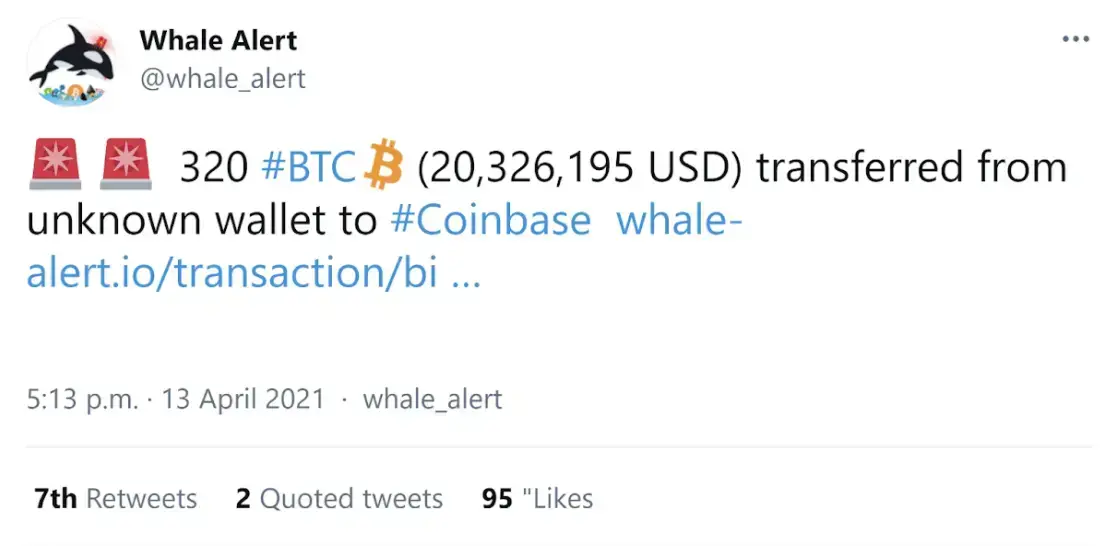 Whale Alert
@whale_alert
🚨 🚨 320 #BTC (20,326,195 USD) transferred from
unknown wallet to #Coinbase whale-
alert.io/transaction/bi ...
5:13 p.m. · 13 April 2021 · whale_alert
7th Retweets 2 Quoted tweets 95 "Likes